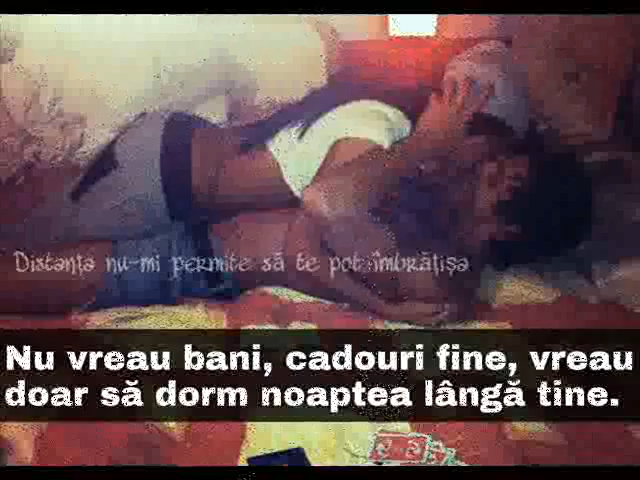 Distanța nu-mi permite să te pot îmbrățișa
Nu vreau bani, cadouri fine, vreau
doar să dorm noaptea lângă tine.